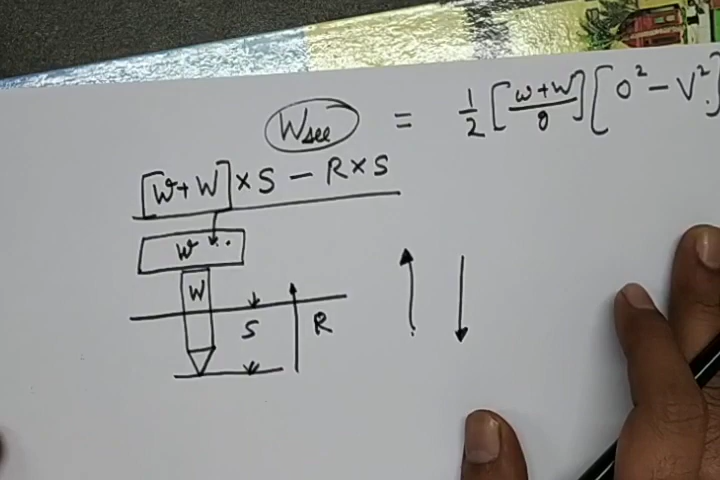 Wsee = 1/2 [w+W/g] [0² − V²]
[w+W] × S − R × S
w
W
S R